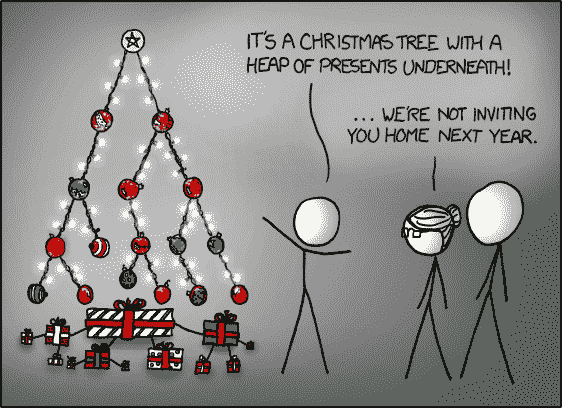 IT'S A CHRISTMAS TREE WITH A
HEAP OF PRESENTS UNDERNEATH!
... WE'RE NOT INVITING
YOU HOME NEXT YEAR.